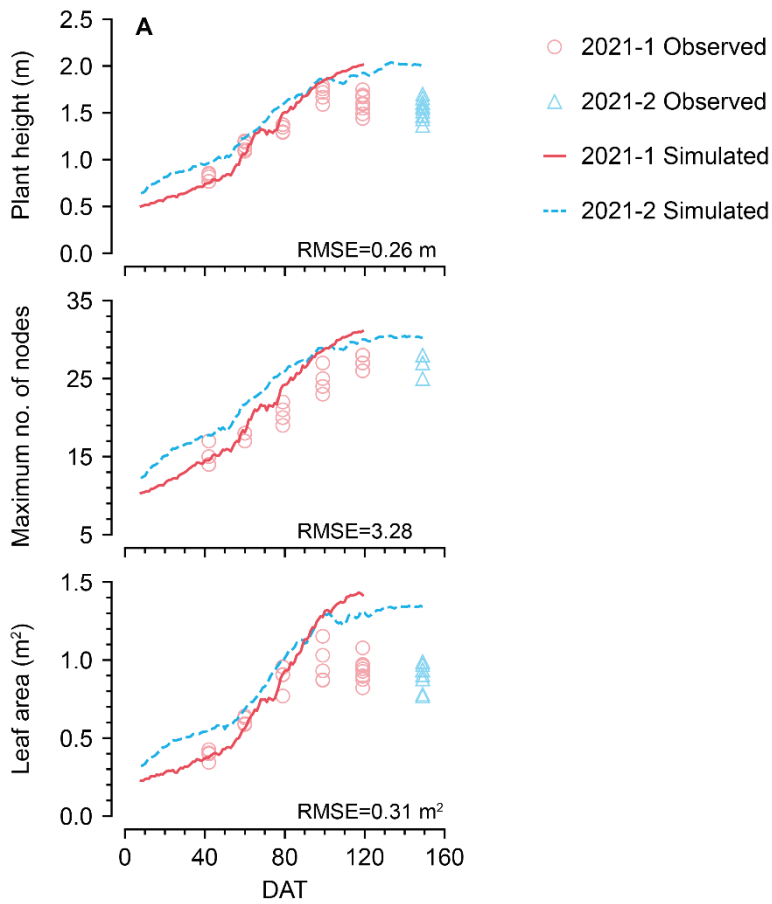 A
Plant height (m)
2.5
2.0
1.5
1.0
0.5
0.0
RMSE=0.26 m
2021-1 Observed
2021-2 Observed
2021-1 Simulated
2021-2 Simulated
Maximum no. of nodes
35
25
15
5
RMSE=3.28
Leaf area (m²)
1.5
1.0
0.5
0.0
RMSE=0.31 m²
0 40 80 120 160
DAT